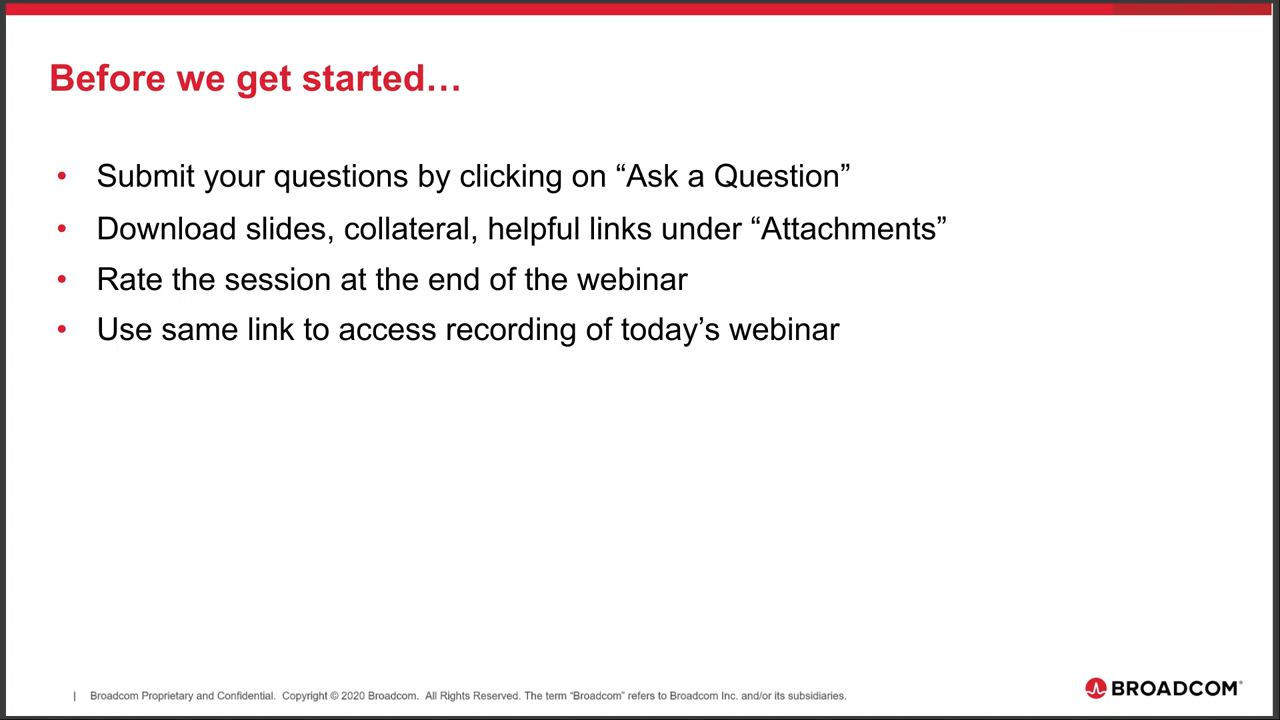 Before we get started…
• Submit your questions by clicking on “Ask a Question”
• Download slides, collateral, helpful links under “Attachments”
• Rate the session at the end of the webinar
• Use same link to access recording of today’s webinar
| Broadcom Proprietary and Confidential. Copyright © 2020 Broadcom. All Rights Reserved. The term “Broadcom” refers to Broadcom Inc. and/or its subsidiaries.
BROADCOM®